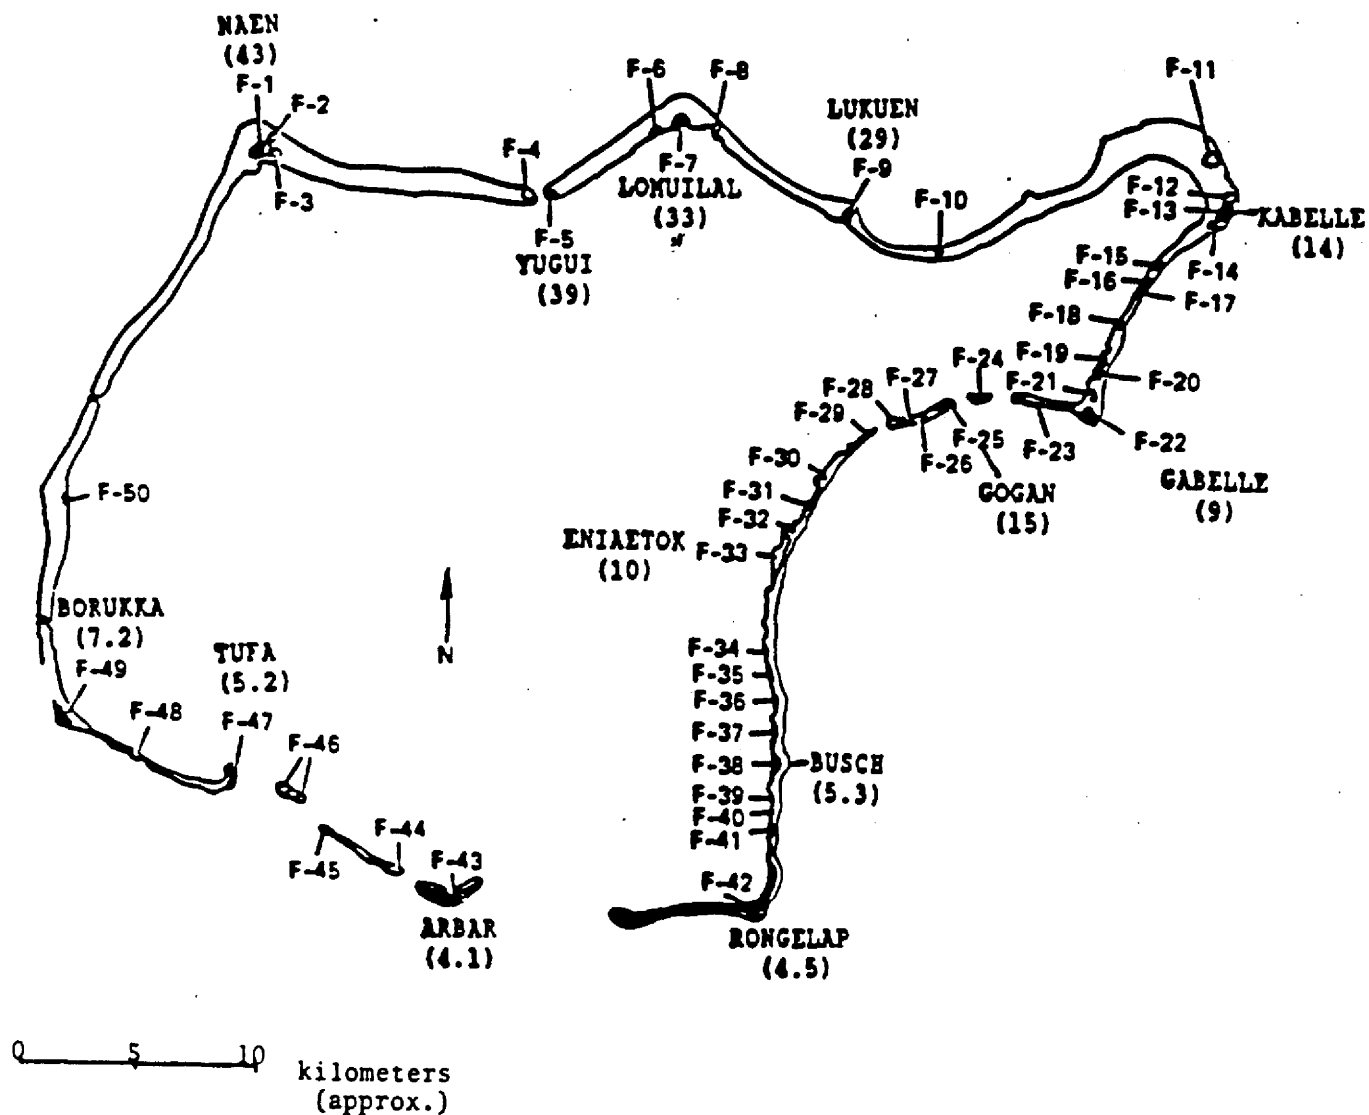 NAEN
(43)
F-1
F-2
F-3
F-4
F-5
YUGUI
(39)
F-6
F-8
F-7
LOMUILAL
(33)
LUKUEN
(29)
F-9
F-10
F-11
F-12
F-13
KABELLE
(14)
F-14
F-15
F-16
F-17
F-18
F-19
F-20
F-21
F-22
GABELLE
(9)
F-23
F-24
F-25
GOGAN
(15)
F-26
F-27
F-28
F-29
F-30
F-31
F-32
F-33
ENIAETOK
(10)
F-34
F-35
F-36
F-37
F-38
BUSCH
(5.3)
F-39
F-40
F-41
F-42
RONGELAP
(4.5)
F-43
ARBAR
(4.1)
F-44
F-45
F-46
F-47
TUFA
(5.2)
F-48
F-49
BORUKKA
(7.2)
F-50
N
0 5 10
kilometers
(approx.)